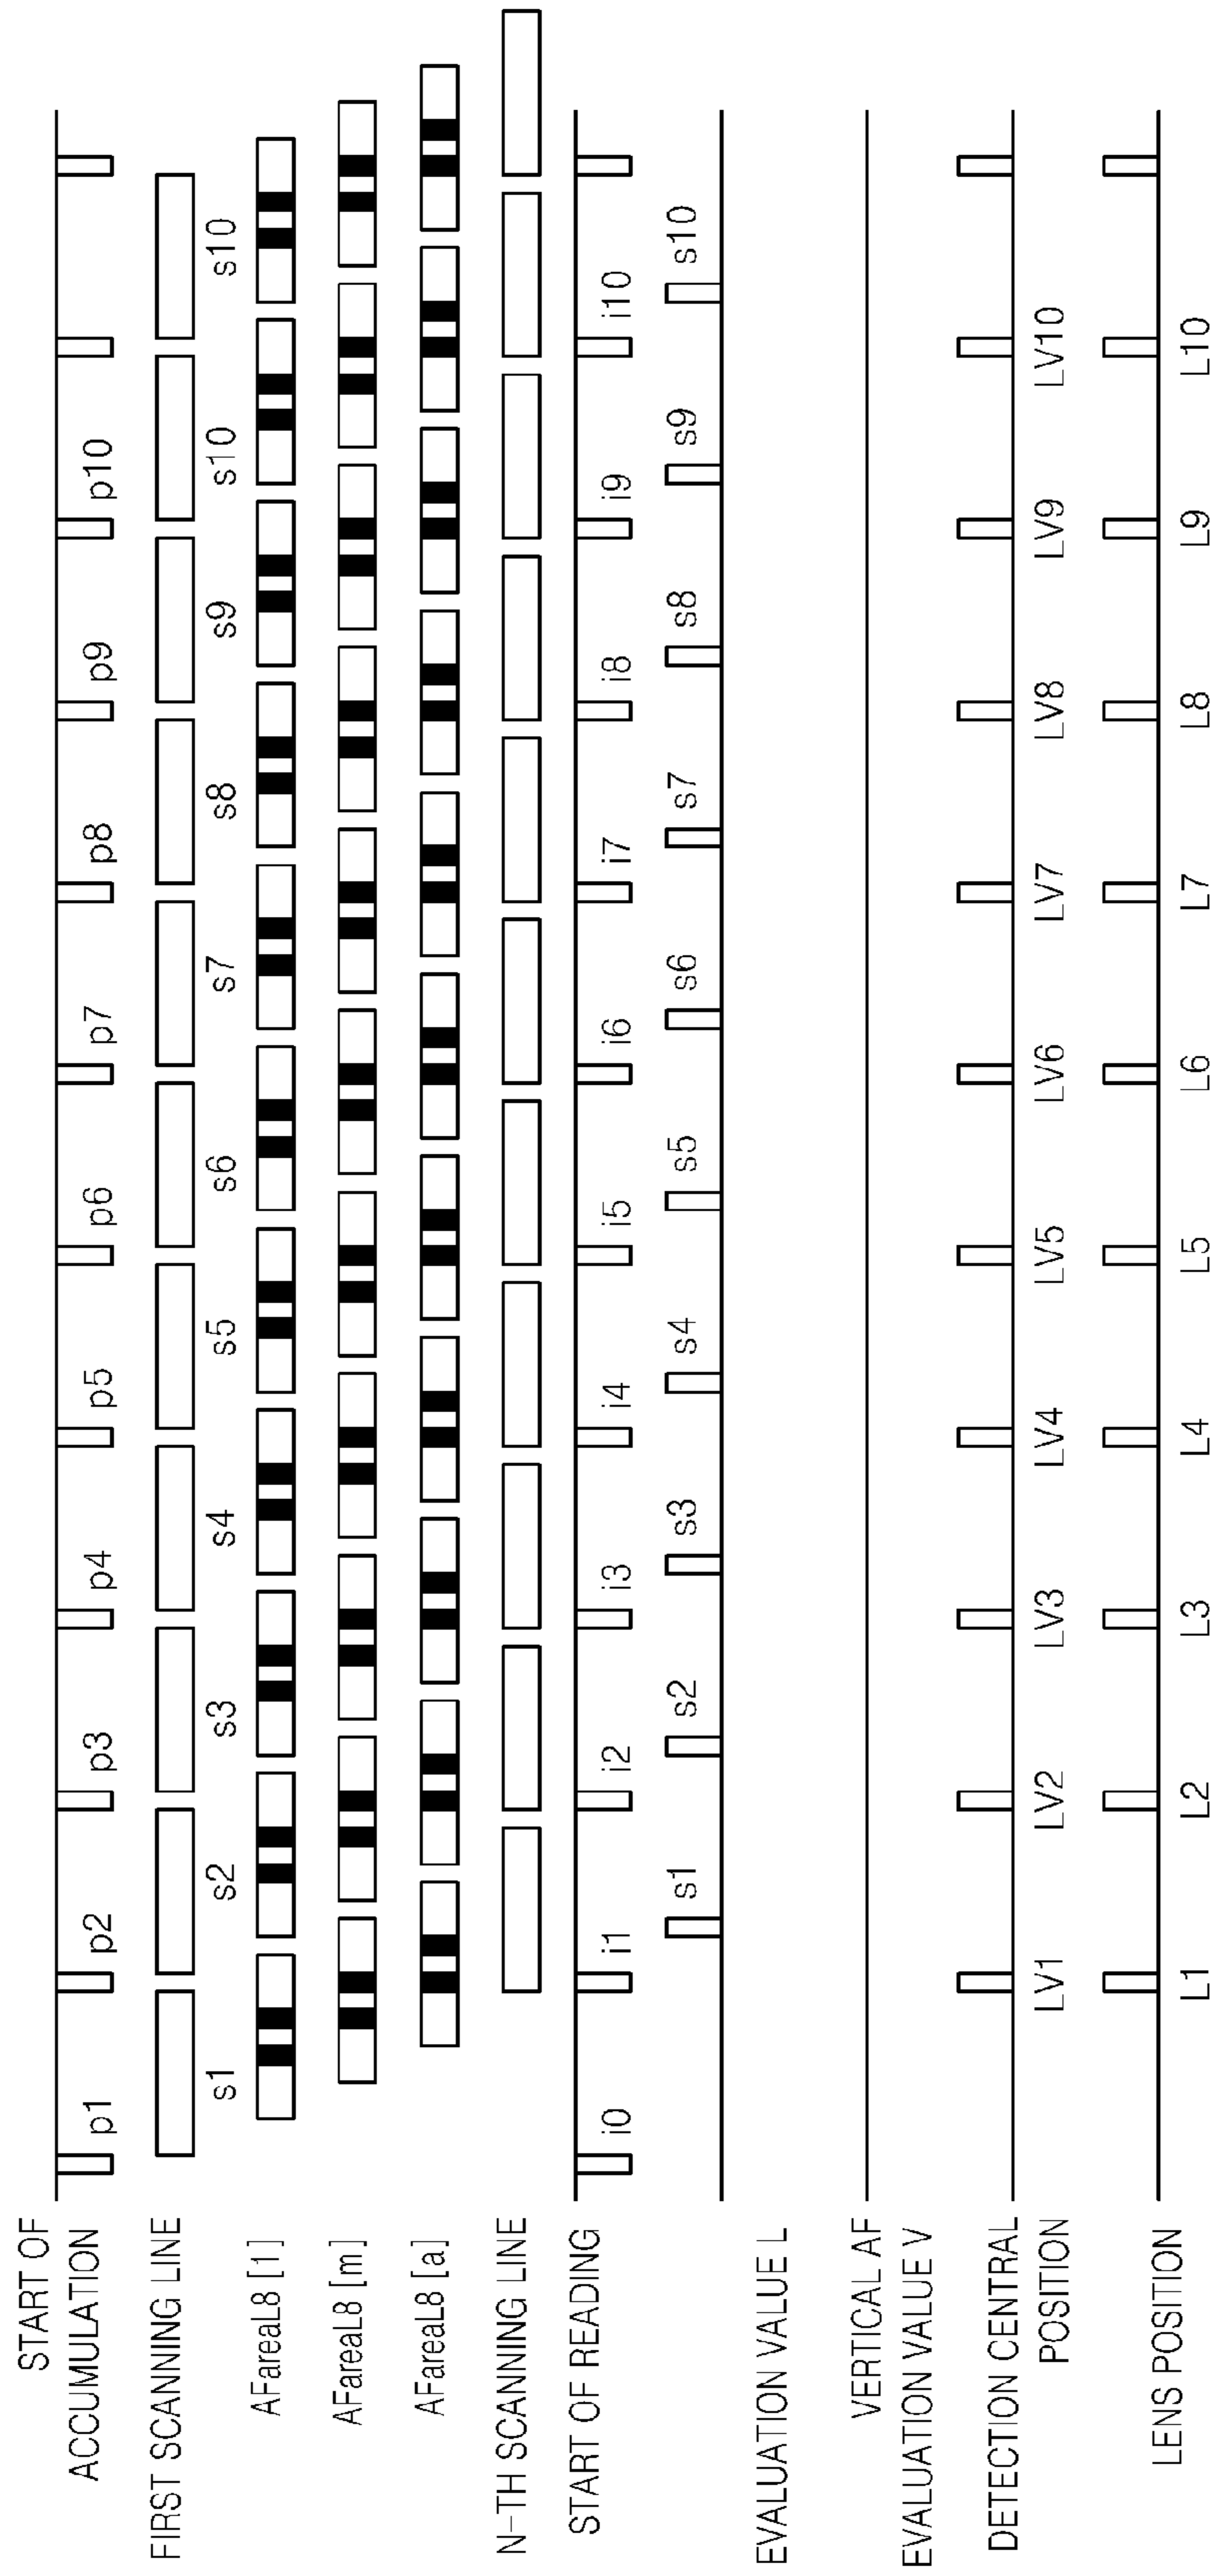 START OF
ACCUMULATION
p1 p2 p3 p4 p5 p6 p7 p8 p9 p10
FIRST SCANNING LINE
s1 s2 s3 s4 s5 s6 s7 s8 s9 s10 s10
AFareaL8 [1]
AFareaL8 [m]
AFareaL8 [a]
N-TH SCANNING LINE
START OF READING
i0 i1 i2 i3 i4 i5 i6 i7 i8 i9 i10
s1 s2 s3 s4 s5 s6 s7 s8 s9 s10
EVALUATION VALUE L
VERTICAL AF
EVALUATION VALUE V
DETECTION CENTRAL
POSITION
LV1 LV2 LV3 LV4 LV5 LV6 LV7 LV8 LV9 LV10
LENS POSITION
L1 L2 L3 L4 L5 L6 L7 L8 L9 L10